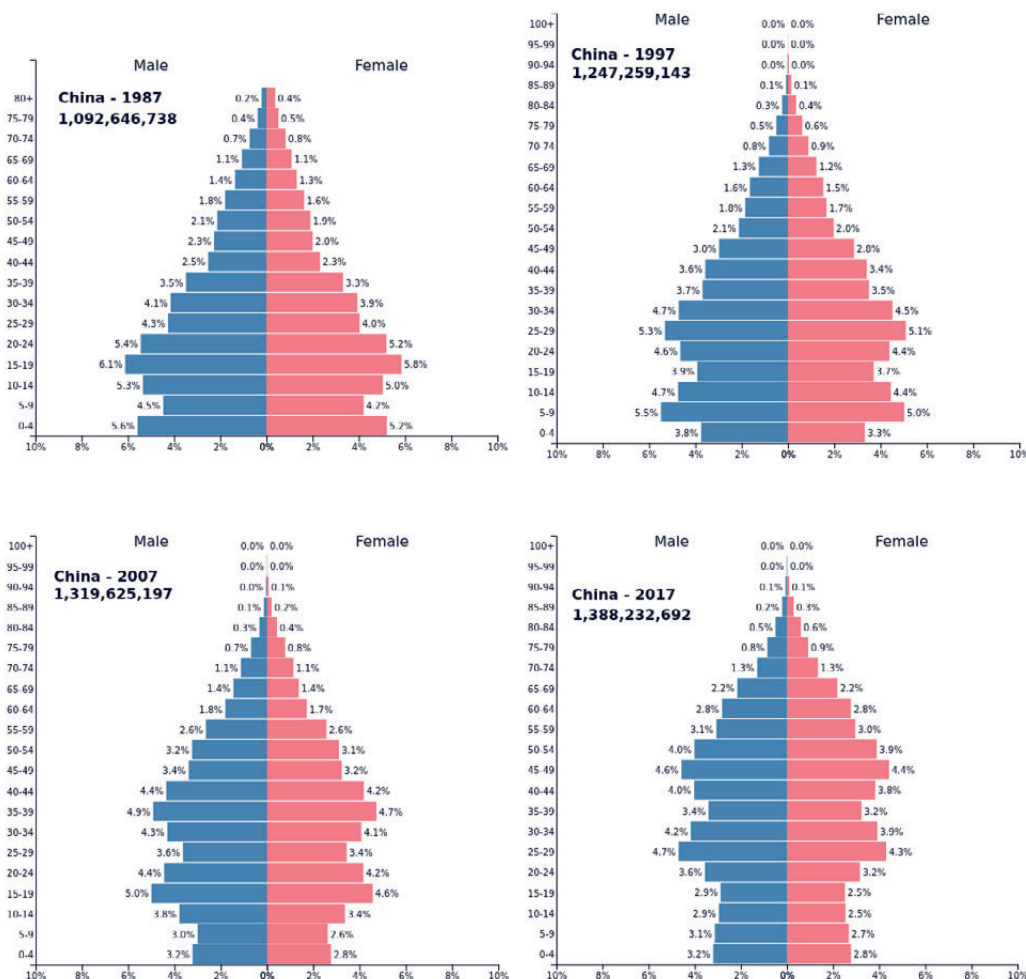 Male Female
China - 1987
1,092,646,738
80+ 0.2% 0.4%
75-79 0.4% 0.5%
70-74 0.7% 0.8%
65-69 1.1% 1.1%
60-64 1.4% 1.3%
55-59 1.8% 1.6%
50-54 2.1% 1.9%
45-49 2.3% 2.0%
40-44 2.5% 2.3%
35-39 3.5% 3.3%
30-34 4.1% 3.9%
25-29 4.3% 4.0%
20-24 5.4% 5.2%
15-19 6.1% 5.8%
10-14 5.3% 5.0%
5-9 4.5% 4.2%
0-4 5.6% 5.2%
10% 8% 6% 4% 2% 0% 2% 4% 6% 8% 10%
Male Female
China - 1997
1,247,259,143
100+ 0.0% 0.0%
95-99 0.0% 0.0%
90-94 0.0% 0.0%
85-89 0.1% 0.1%
80-84 0.3% 0.4%
75-79 0.5% 0.6%
70-74 0.8% 0.9%
65-69 1.3% 1.2%
60-64 1.6% 1.5%
55-59 1.8% 1.7%
50-54 2.1% 2.0%
45-49 3.0% 2.8%
40-44 3.6% 3.4%
35-39 3.7% 3.5%
30-34 4.7% 4.5%
25-29 5.3% 5.1%
20-24 4.6% 4.4%
15-19 3.9% 3.7%
10-14 4.7% 4.4%
5-9 5.5% 5.0%
0-4 3.8% 3.3%
10% 8% 6% 4% 2% 0% 2% 4% 6% 8% 10%
Male Female
China - 2007
1,319,625,197
100+ 0.0% 0.0%
95-99 0.0% 0.0%
90-94 0.0% 0.1%
85-89 0.1% 0.2%
80-84 0.3% 0.4%
75-79 0.7% 0.8%
70-74 1.1% 1.1%
65-69 1.4% 1.4%
60-64 1.8% 1.7%
55-59 2.6% 2.6%
50-54 3.2% 3.1%
45-49 3.4% 3.2%
40-44 4.4% 4.2%
35-39 4.9% 4.7%
30-34 4.3% 4.1%
25-29 3.6% 3.4%
20-24 4.4% 4.2%
15-19 5.0% 4.6%
10-14 3.8% 3.4%
5-9 3.0% 2.6%
0-4 3.2% 2.8%
10% 8% 6% 4% 2% 0% 2% 4% 6% 8% 10%
Male Female
China - 2017
1,388,232,692
100+ 0.0% 0.0%
95-99 0.0% 0.0%
90-94 0.1% 0.1%
85-89 0.2% 0.3%
80-84 0.5% 0.6%
75-79 0.8% 0.9%
70-74 1.3% 1.3%
65-69 2.2% 2.2%
60-64 2.8% 2.8%
55-59 3.1% 3.0%
50-54 4.0% 3.9%
45-49 4.6% 4.4%
40-44 4.0% 3.8%
35-39 3.4% 3.2%
30-34 4.2% 3.9%
25-29 4.7% 4.3%
20-24 3.6% 3.2%
15-19 2.9% 2.5%
10-14 2.9% 2.5%
5-9 3.1% 2.7%
0-4 3.2% 2.8%
10% 8% 6% 4% 2% 0% 2% 4% 6% 8% 10%